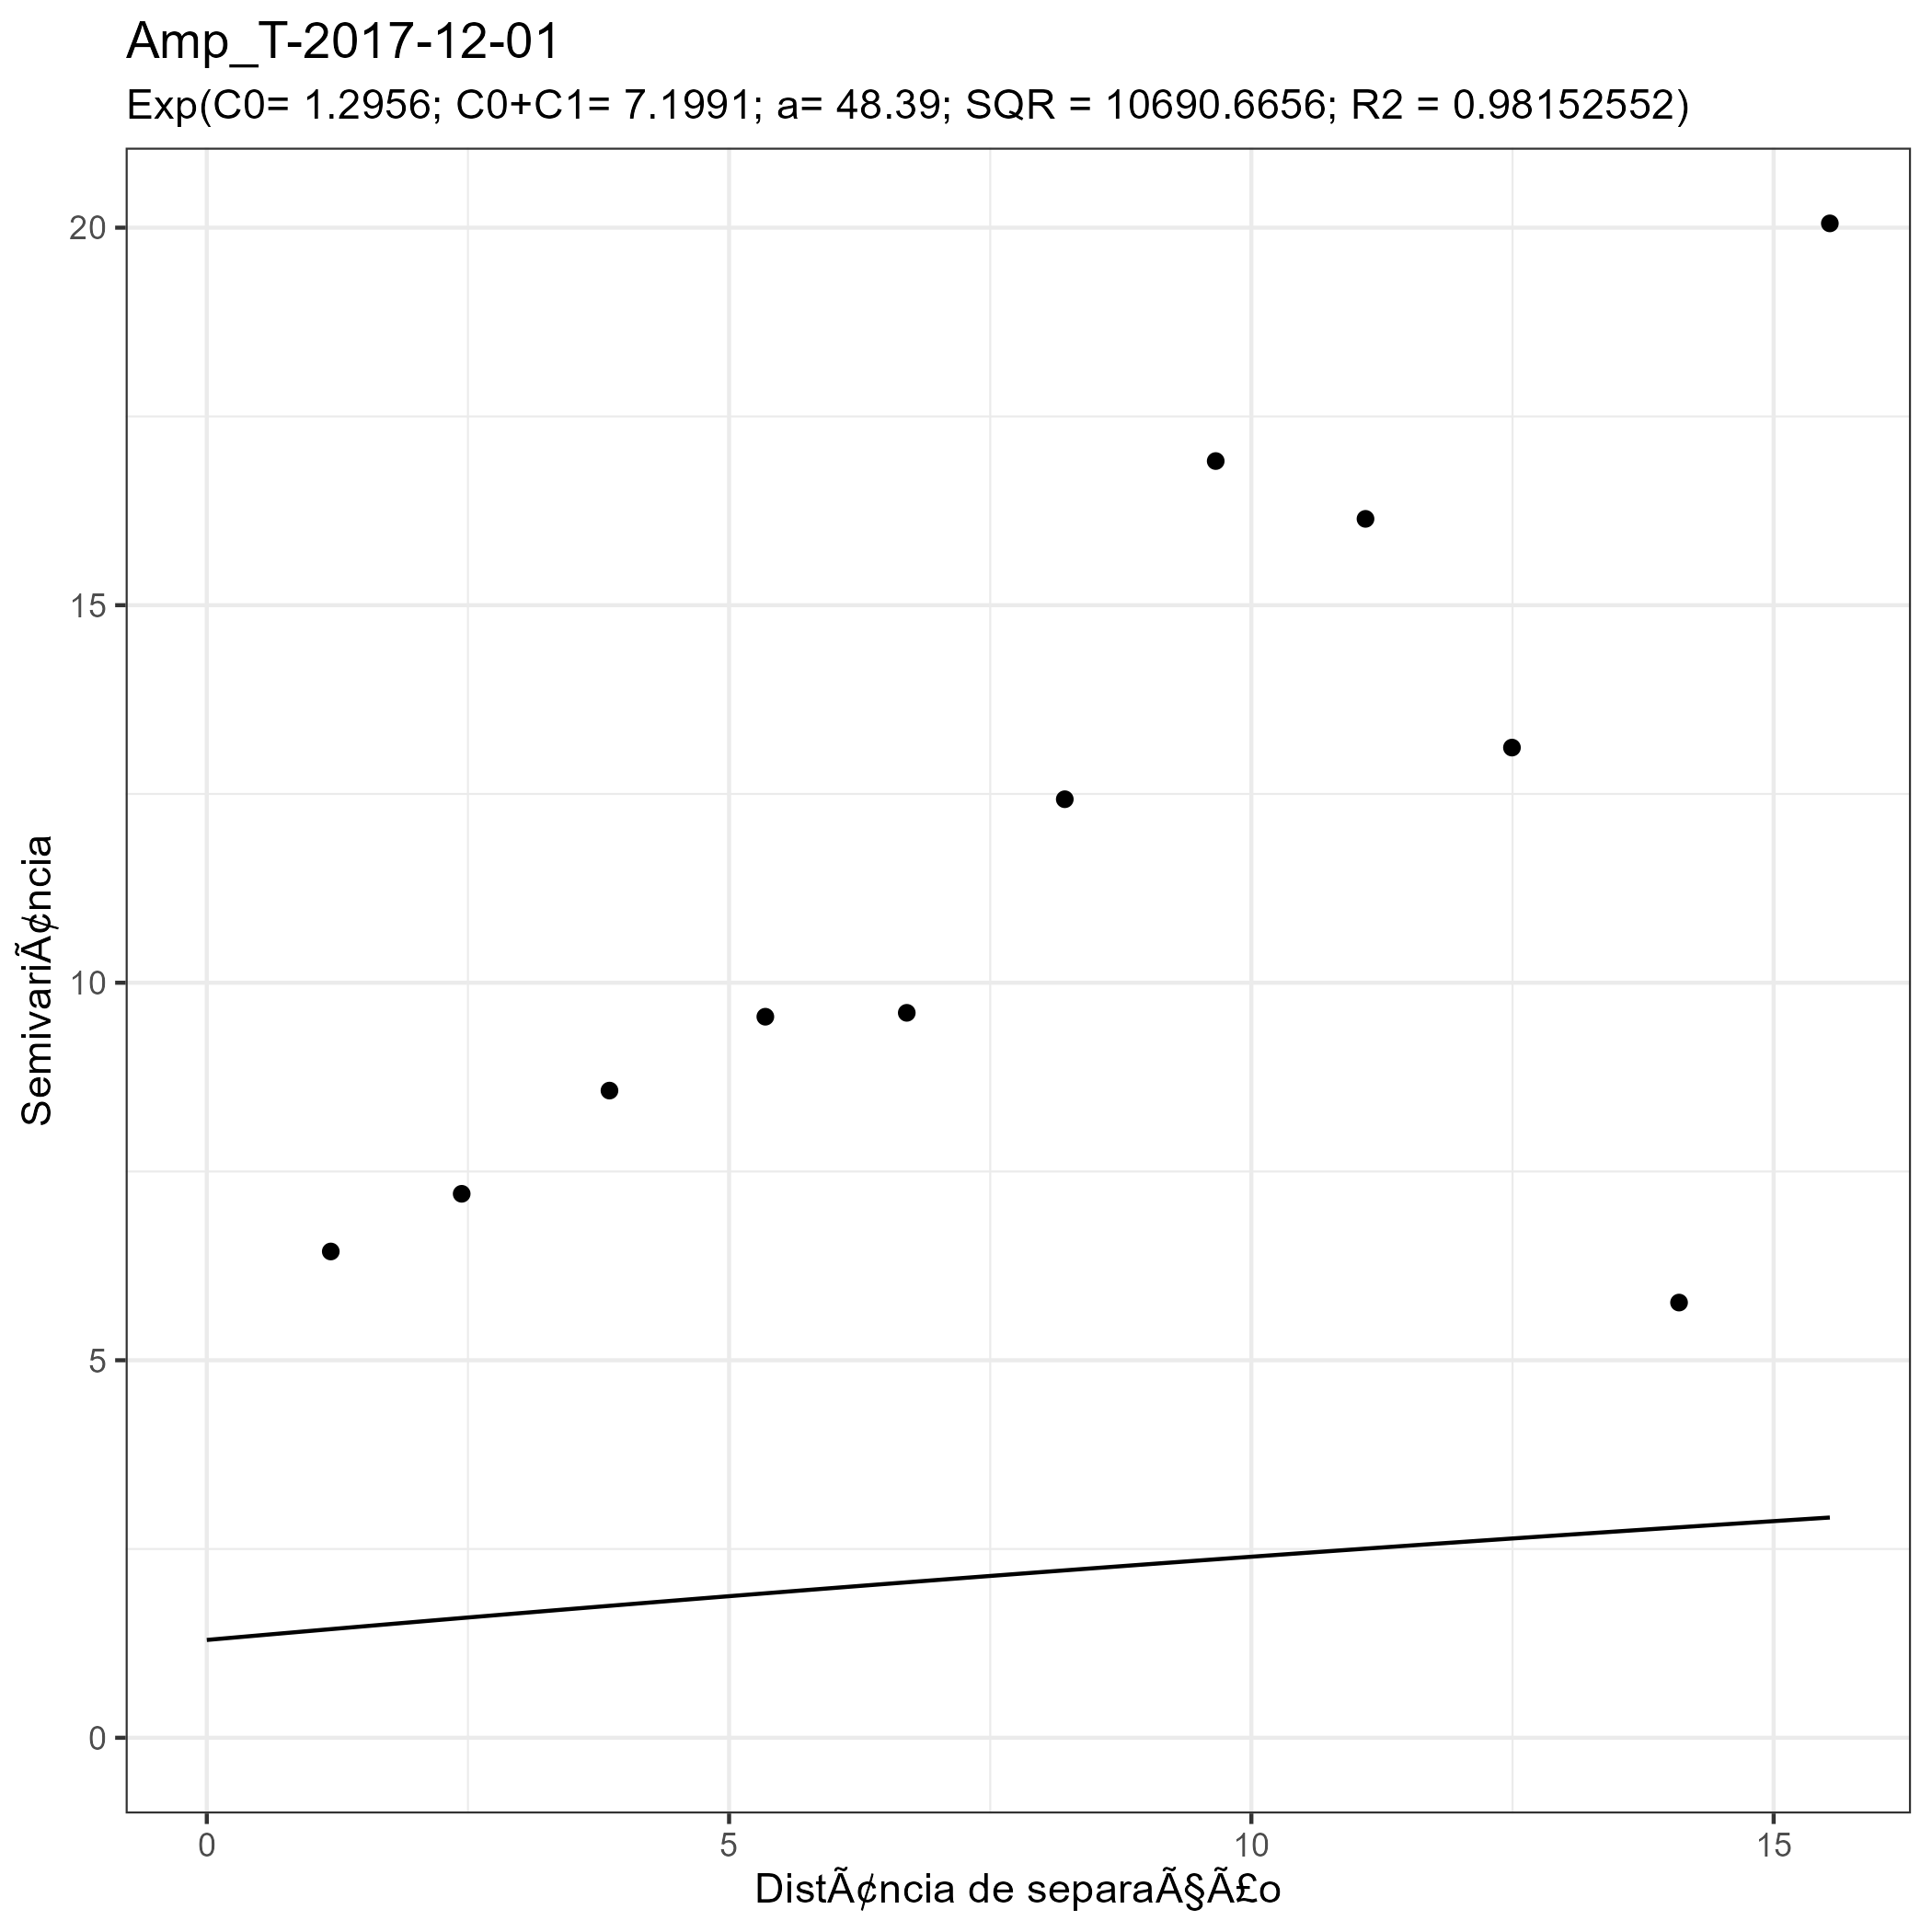 Amp_T-2017-12-01
Exp(C0= 1.2956; C0+C1= 7.1991; a= 48.39; SQR = 10690.6656; R2 = 0.98152552)
20
15
10
5
0
SemivariÃ¢ncia
0 5 10 15
DistÃ¢ncia de separaÃ§Ã£o